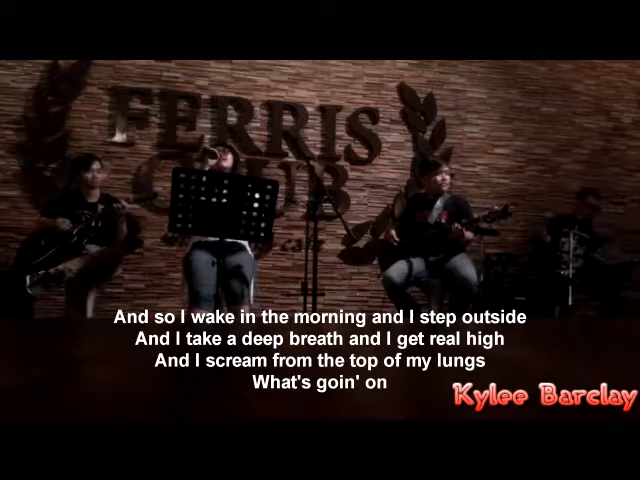 FERRIS
CLUB
cafe
And so I wake in the morning and I step outside
And I take a deep breath and I get real high
And I scream from the top of my lungs
What's goin' on
Kylee Barclay